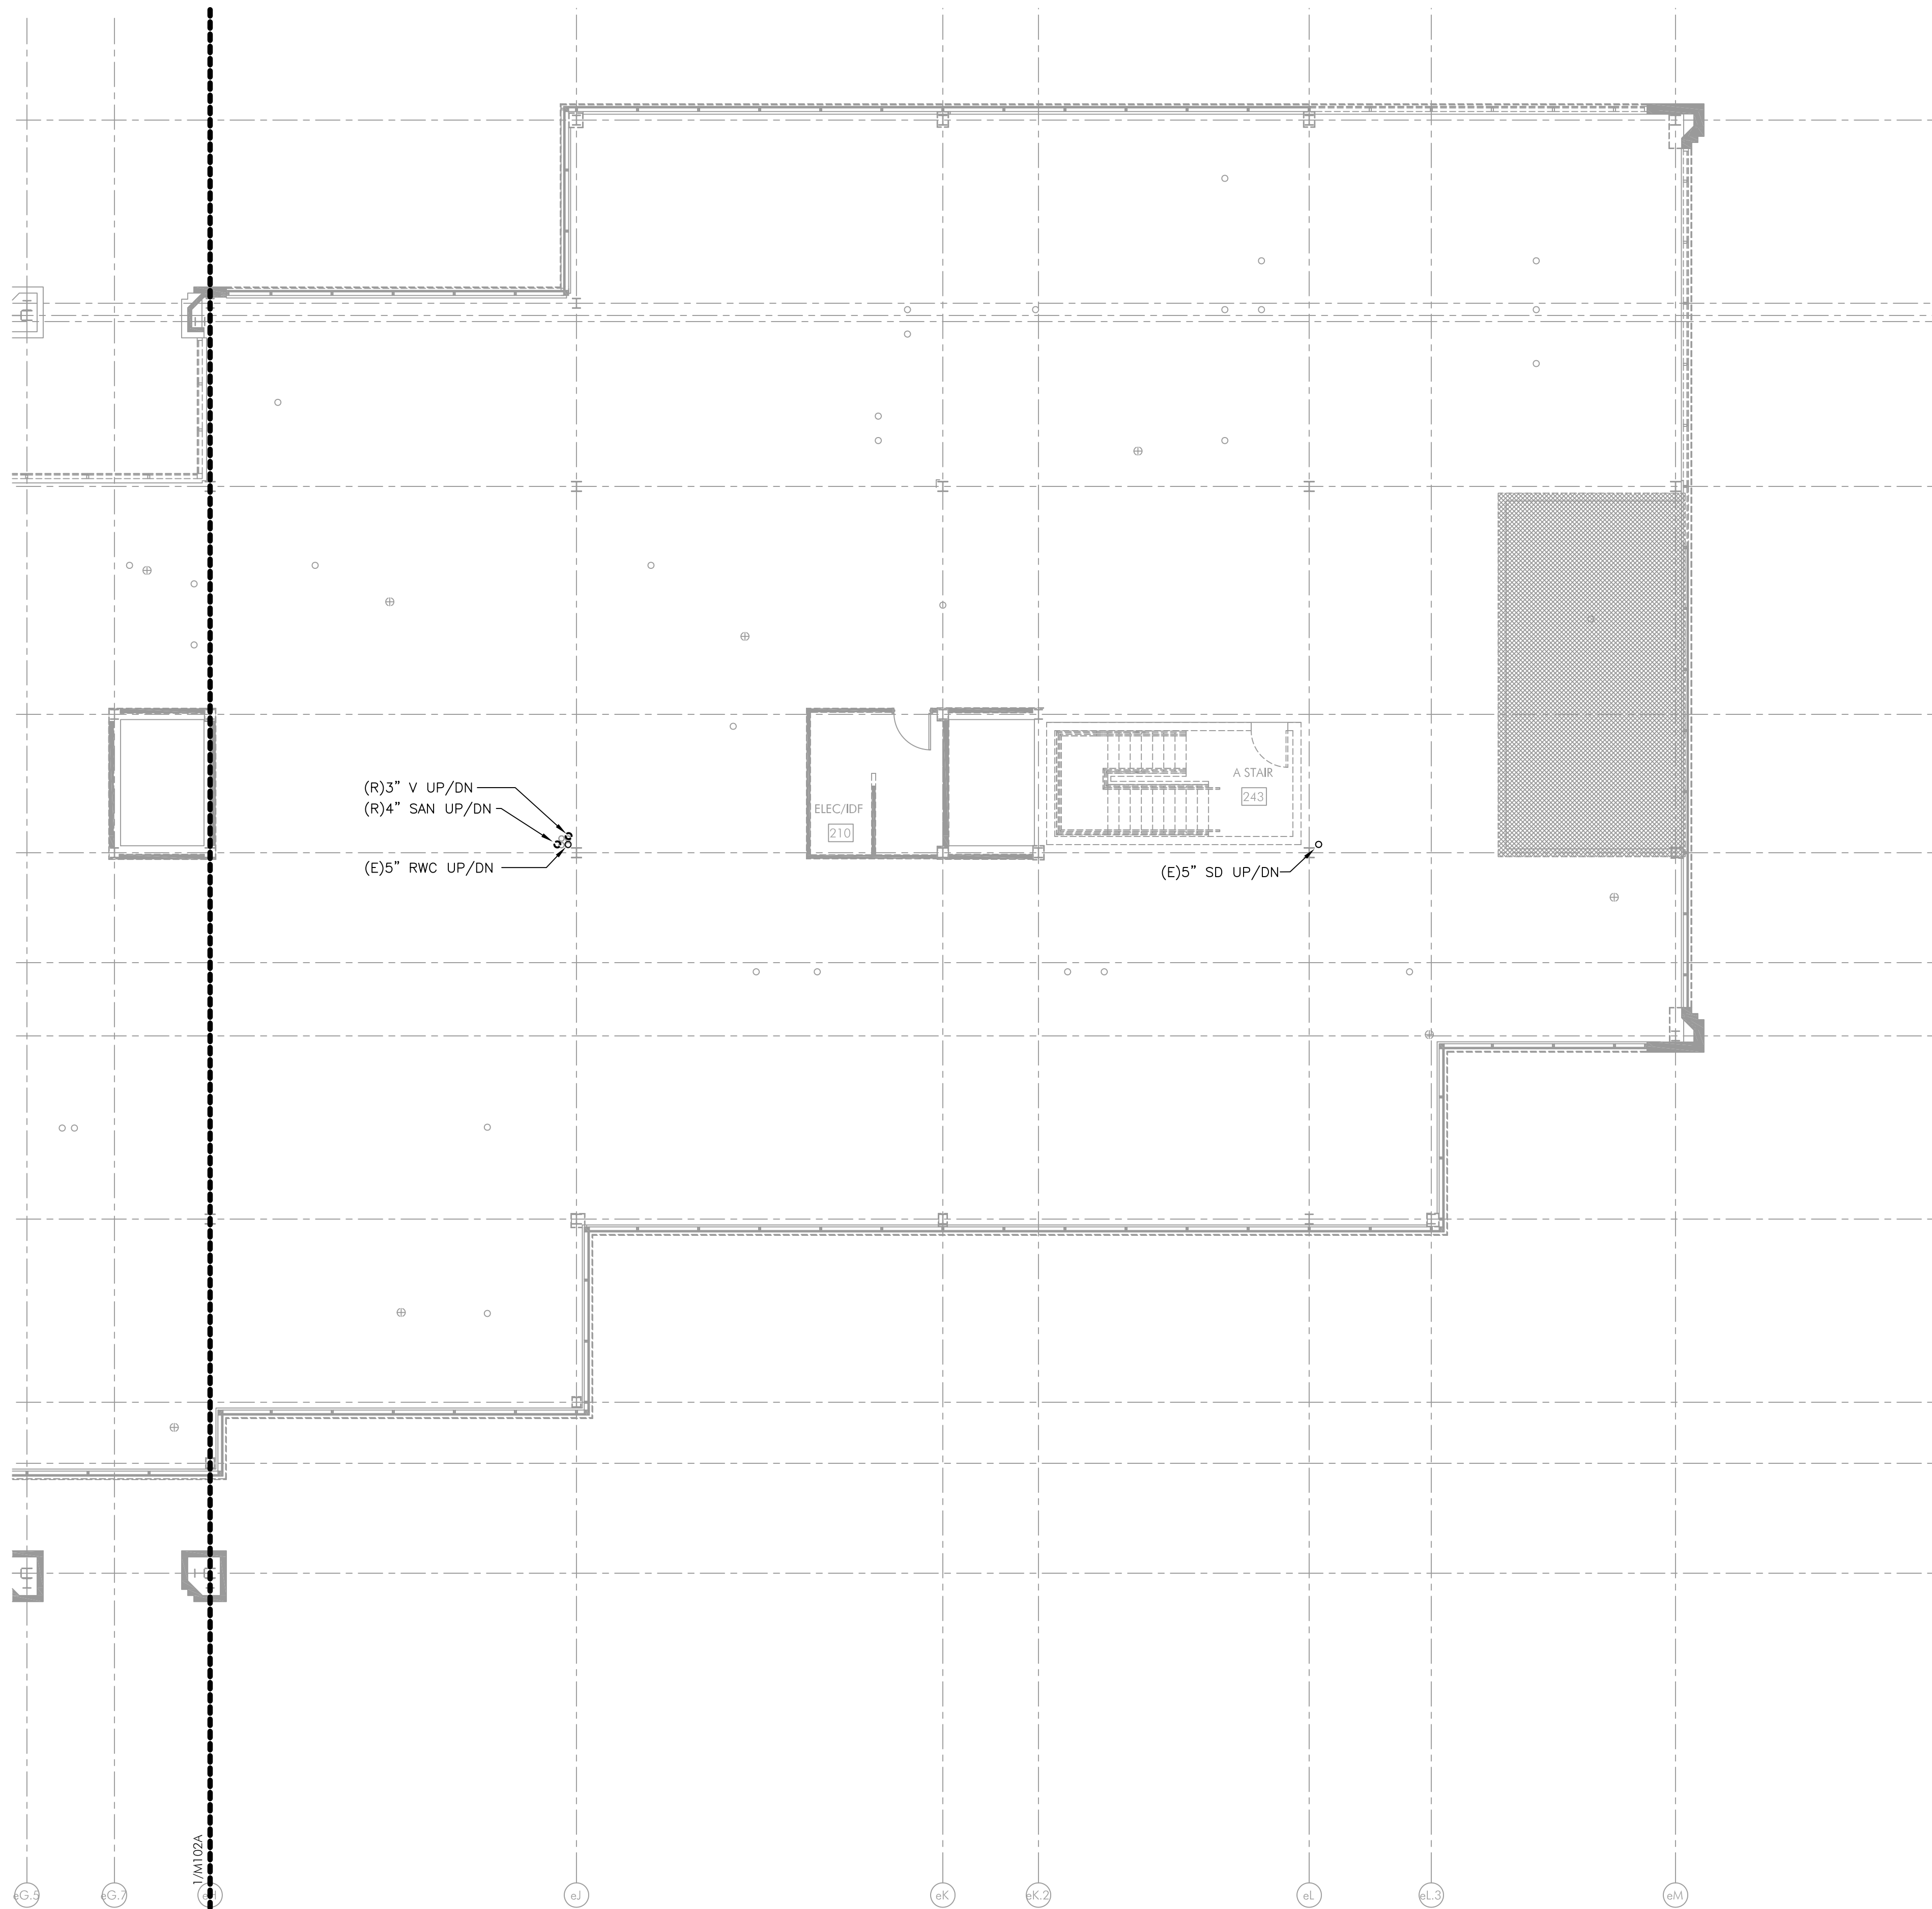 (R)3" V UP/DN
(R)4" SAN UP/DN
(E)5" RWC UP/DN
ELEC/IDF
210
A STAIR
243
(E)5" SD UP/DN
1/M102A
eG.5
eG.7
eH
eJ
eK
eK.2
eL
eL.3
eM